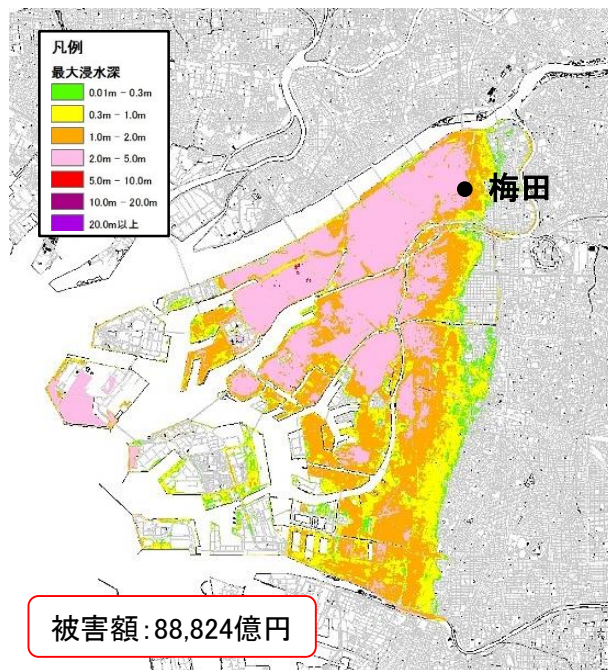 凡例
最大浸水深
0.01m - 0.3m
0.3m - 1.0m
1.0m - 2.0m
2.0m - 5.0m
5.0m - 10.0m
10.0m - 20.0m
20.0m以上
梅田
被害額:88,824億円